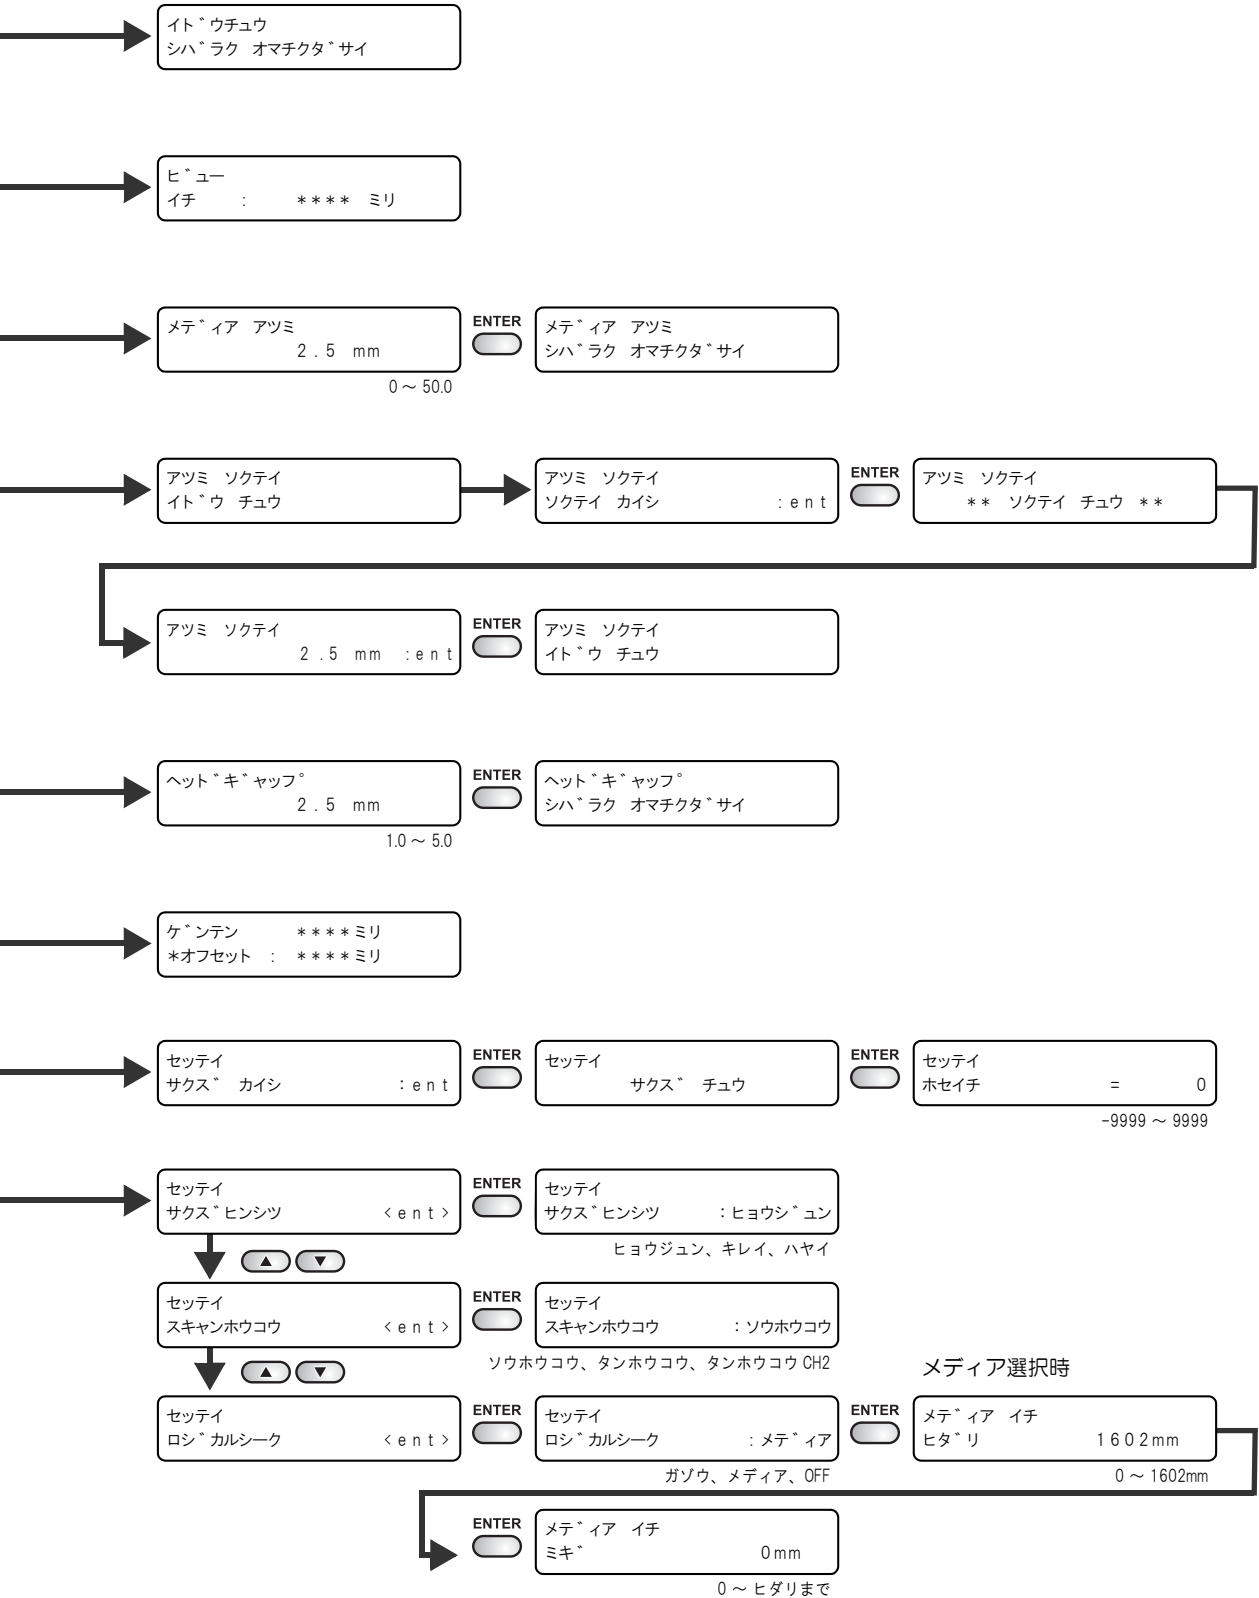 イト゛ウチュウ
シハ゛ラク オマチクタ゛サイ
ヒ゛ュー
イチ : **** ミリ
メテ゛ィア アツミ
2.5 mm
0 ～ 50.0
ENTER
メテ゛ィア アツミ
シハ゛ラク オマチクタ゛サイ
アツミ ソクテイ
イト゛ウ チュウ
アツミ ソクテイ
ソクテイ カイシ :ent
ENTER
アツミ ソクテイ
** ソクテイ チュウ **
アツミ ソクテイ
2.5 mm :ent
ENTER
アツミ ソクテイ
イト゛ウ チュウ
ヘット゛キ゛ャッフ゜
2.5 mm
1.0 ～ 5.0
ENTER
ヘット゛キ゛ャッフ゜
シハ゛ラク オマチクタ゛サイ
ケ゛ンテン ****ミリ
*オフセット : ****ミリ
セッテイ
サクス゛ カイシ :ent
ENTER
セッテイ
サクス゛ チュウ
ENTER
セッテイ
ホセイチ = 0
-9999 ～ 9999
セッテイ
サクス゛ヒンシツ <ent>
ENTER
セッテイ
サクス゛ヒンシツ :ヒョウシ゛ュン
ヒョウジュン、キレイ、ハヤイ
セッテイ
スキャンホウコウ <ent>
ENTER
セッテイ
スキャンホウコウ :ソウホウコウ
ソウホウコウ、タンホウコウ、タンホウコウ CH2
セッテイ
ロシ゛カルシーク <ent>
ENTER
セッテイ
ロシ゛カルシーク :メテ゛ィア
ガゾウ、メディア、OFF
メディア選択時
ENTER
メテ゛ィア イチ
ヒタ゛リ 1602mm
0 ～ 1602mm
ENTER
メテ゛ィア イチ
ミキ゛ 0mm
0 ～ ヒダリまで